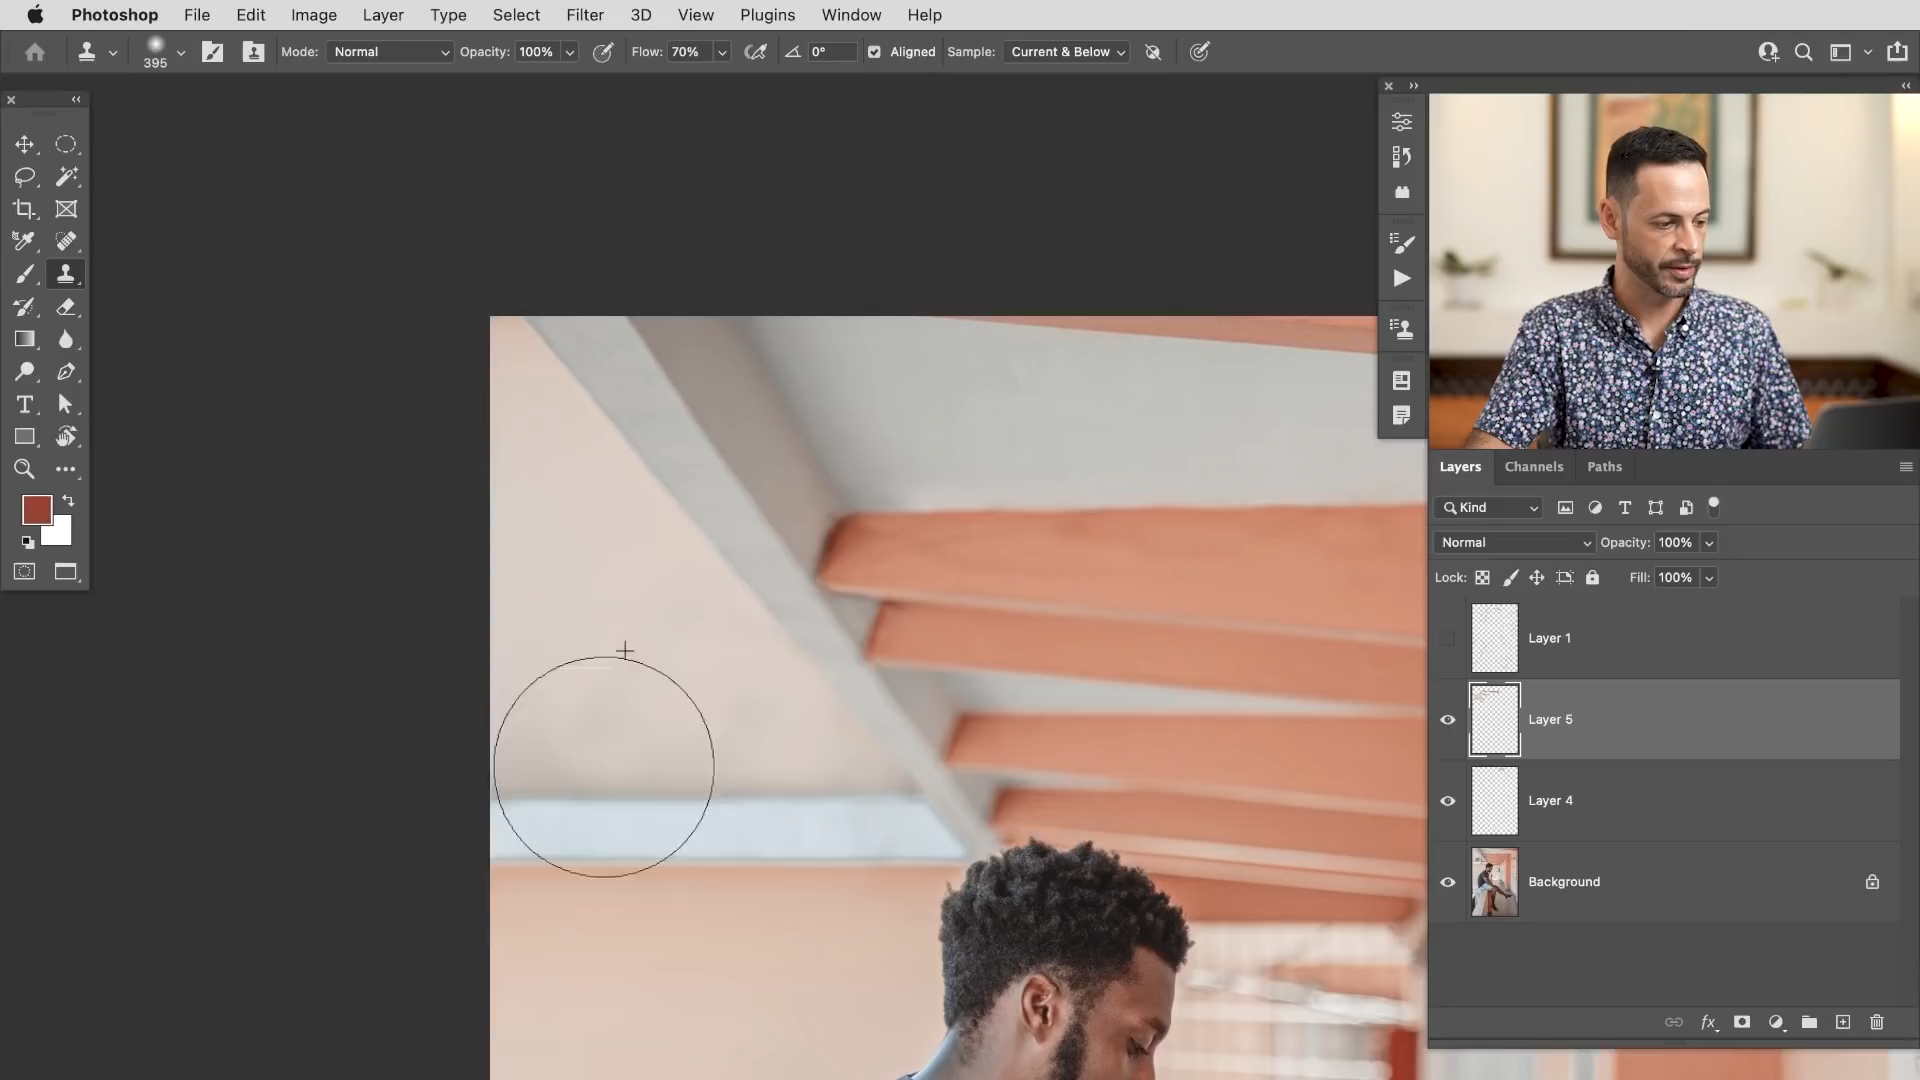 Photoshop File Edit Image Layer Type Select Filter 3D View Plugins Window Help
395 Mode: Normal Opacity: 100% Flow: 70% 0° Aligned Sample: Current & Below
Layers Channels Paths
Kind
Normal Opacity: 100%
Lock: Fill: 100%
Layer 1
Layer 5
Layer 4
Background
fx